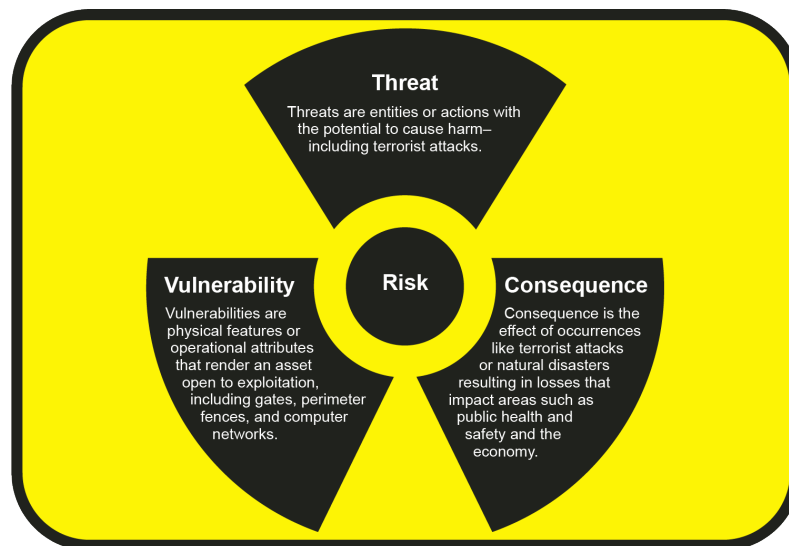 Threat
Threats are entities or actions with
the potential to cause harm–
including terrorist attacks.
Risk
Vulnerability
Vulnerabilities are
physical features or
operational attributes
that render an asset
open to exploitation,
including gates, perimeter
fences, and computer
networks.
Consequence
Consequence is the
effect of occurrences
like terrorist attacks
or natural disasters
resulting in losses that
impact areas such as
public health and
safety and the
economy.